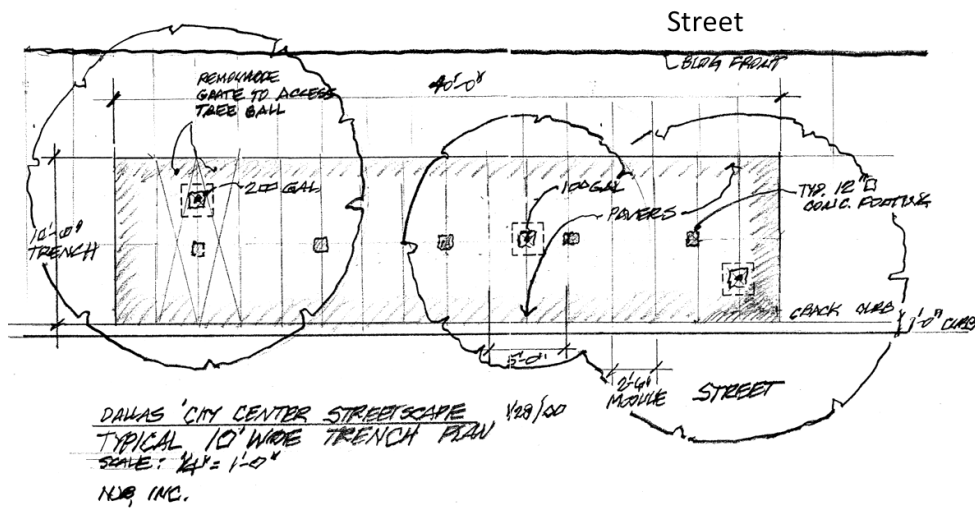 Street
BLDG FRONT
40'-0"
REMOVABLE
GRATE TO ACCESS
TREE BALL
200 GAL
100 GAL
PAVERS
TYP. 12"
CONC. FOOTING
10'-0"
TRENCH
BACK CURB
1'-0" CURB
5'-0"
2'-6"
MODULE
STREET
DALLAS CITY CENTER STREETSCAPE 1/28/00
TYPICAL 10' WIDE TRENCH PLAN
SCALE: 1/4" = 1'-0"
INC.